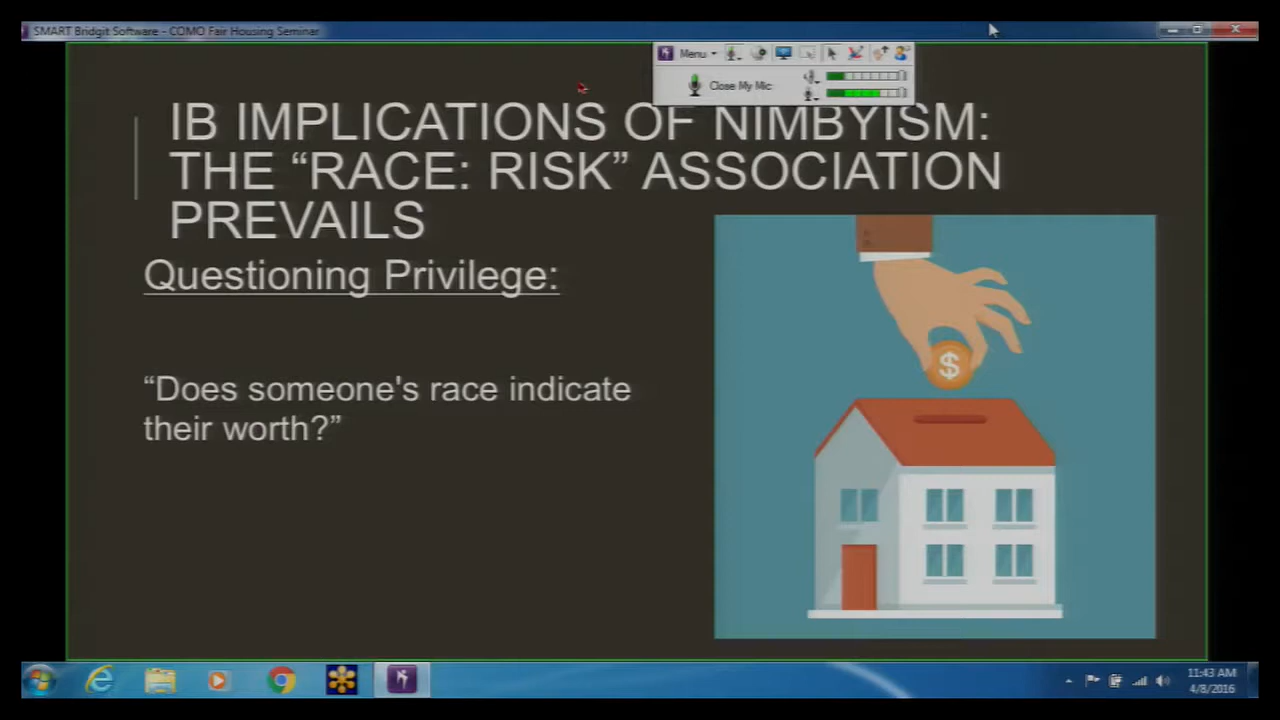 SMART Bridgit Software - COMO Fair Housing Seminar
Menu
Close My Mic
IB IMPLICATIONS OF NIMBYISM:
THE “RACE: RISK” ASSOCIATION
PREVAILS
Questioning Privilege:
“Does someone's race indicate
their worth?”
$
11:43 AM
4/8/2016